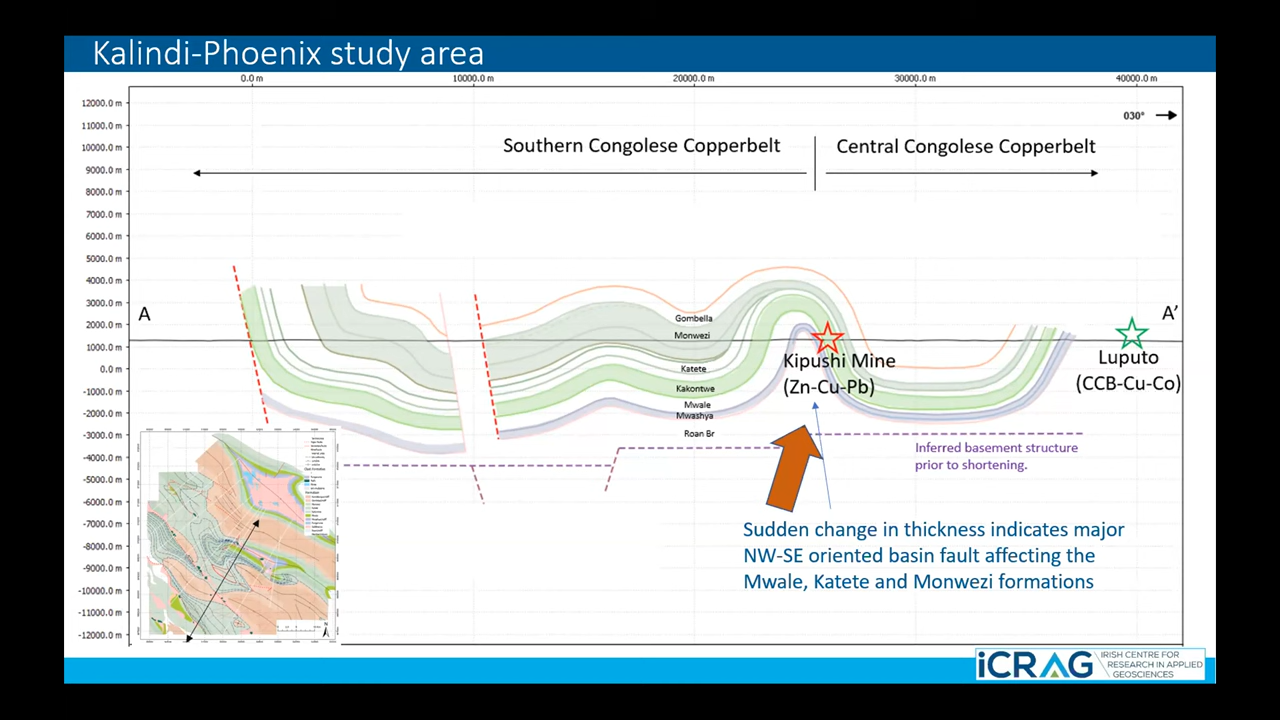 Kalindi-Phoenix study area
0.0 m
10000.0 m
20000.0 m
30000.0 m
40000.0 m
12000.0 m
11000.0 m
10000.0 m
9000.0 m
8000.0 m
7000.0 m
6000.0 m
5000.0 m
4000.0 m
3000.0 m
2000.0 m
1000.0 m
0.0 m
-1000.0 m
-2000.0 m
-3000.0 m
-4000.0 m
-5000.0 m
-6000.0 m
-7000.0 m
-8000.0 m
-9000.0 m
-10000.0 m
-11000.0 m
-12000.0 m
030°
Southern Congolese Copperbelt
Central Congolese Copperbelt
A
A’
Gombella
Monwezi
Katete
Kakontwe
Mwale
Mwashya
Roan Br
Kipushi Mine
(Zn-Cu-Pb)
Luputo
(CCB-Cu-Co)
Inferred basement structure
prior to shortening.
Sudden change in thickness indicates major
NW-SE oriented basin fault affecting the
Mwale, Katete and Monwezi formations
N
iCRAG
IRISH CENTRE FOR
RESEARCH IN APPLIED
GEOSCIENCES